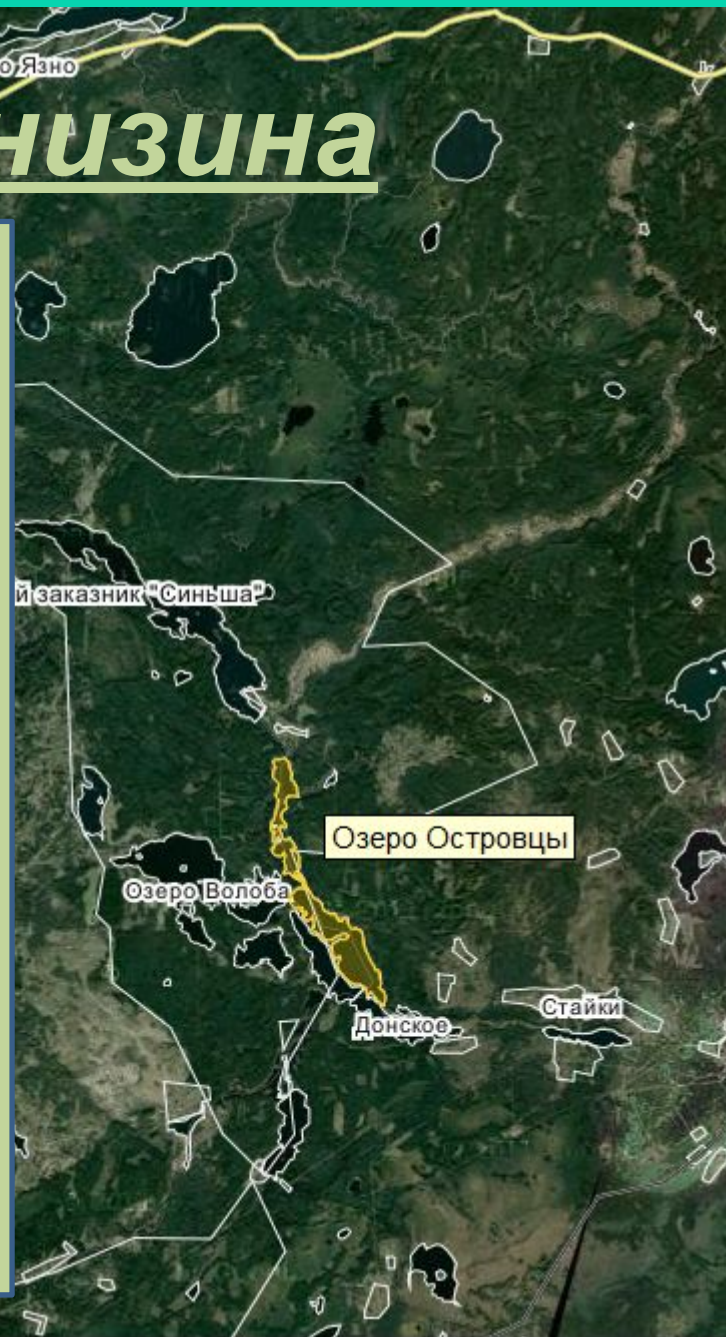 о Язно
низина
й заказник "Синьша"
Озеро Островцы
Озеро Волоба
Стайки
Донское